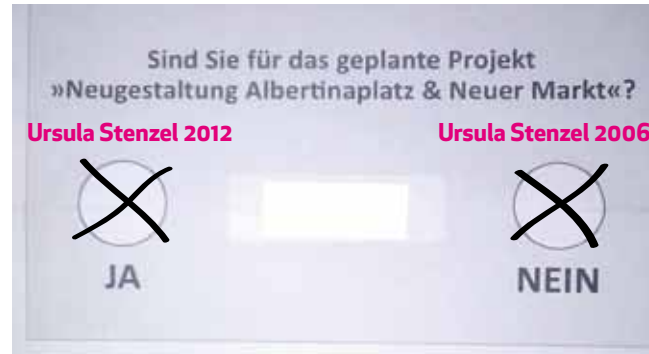 Sind Sie für das geplante Projekt
»Neugestaltung Albertinaplatz & Neuer Markt«?
Ursula Stenzel 2012 Ursula Stenzel 2006
JA NEIN